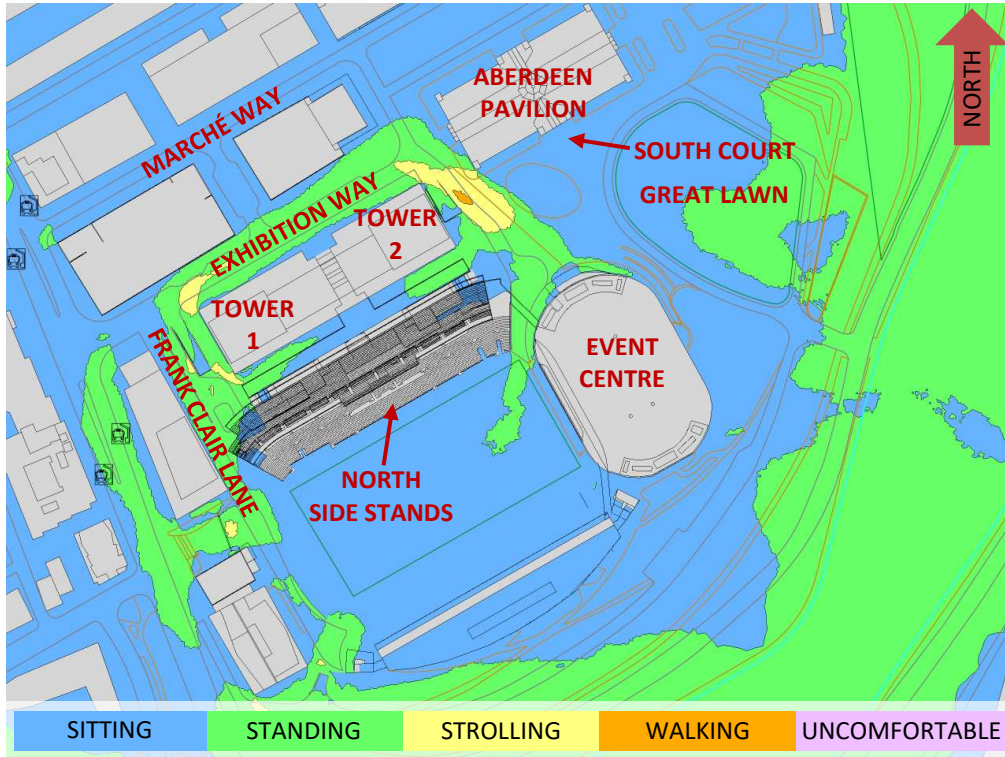 NORTH
ABERDEEN
PAVILION
MARCHÉ WAY
SOUTH COURT
GREAT LAWN
EXHIBITION WAY
TOWER
2
TOWER
1
FRANK CLAIR LANE
EVENT
CENTRE
NORTH
SIDE STANDS
SITTING
STANDING
STROLLING
WALKING
UNCOMFORTABLE